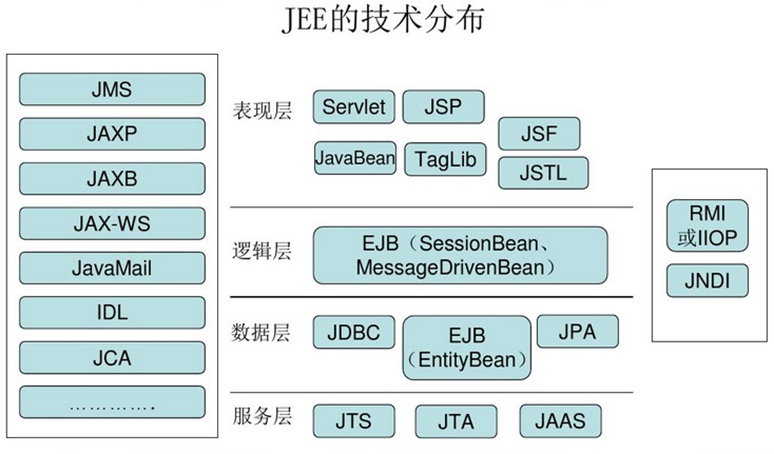 JEE的技术分布
JMS
JAXP
JAXB
JAX-WS
JavaMail
IDL
JCA
………….
表现层
Servlet
JSP
JSF
JavaBean
TagLib
JSTL
逻辑层
EJB（SessionBean、
MessageDrivenBean）
数据层
JDBC
EJB
（EntityBean）
JPA
服务层
JTS
JTA
JAAS
RMI
或IIOP
JNDI